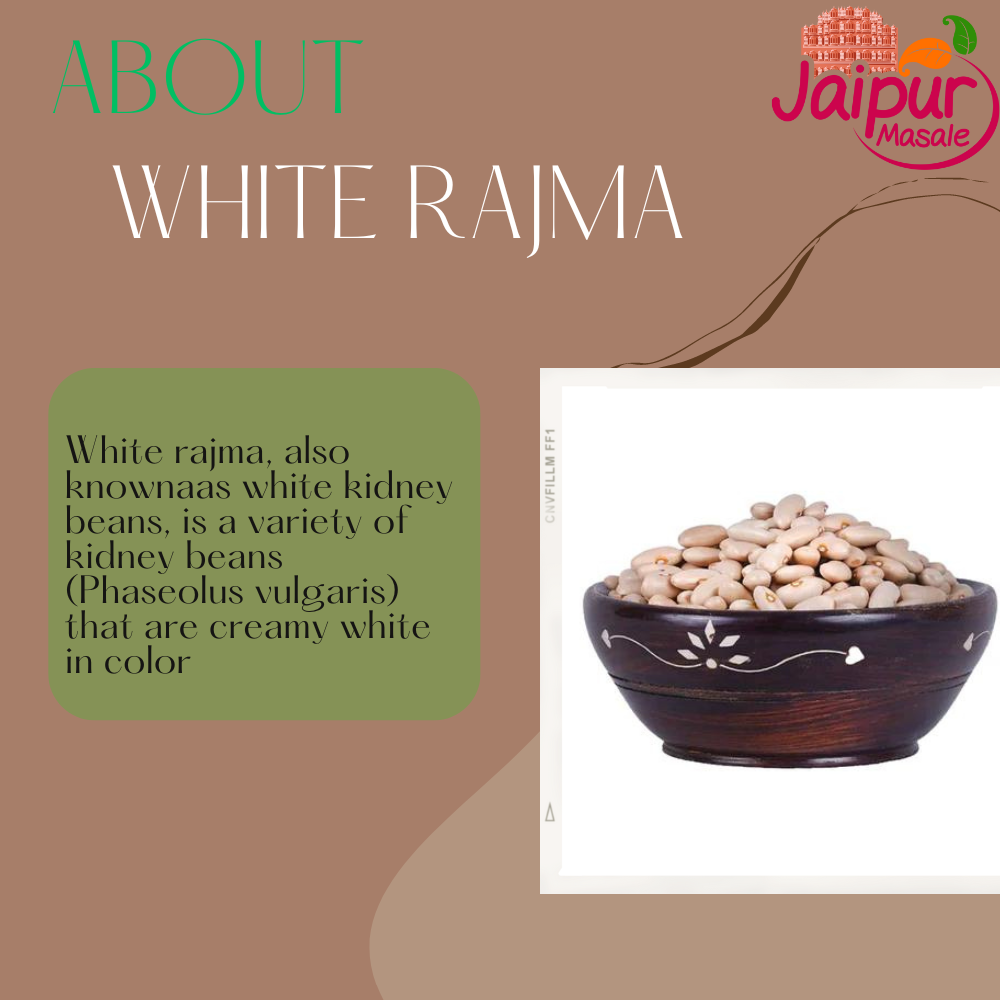 ABOUT
Jaipur
Masale
WHITE RAJMA
White rajma, also
knownaas white kidney
beans, is a variety of
kidney beans
(Phaseolus vulgaris)
that are creamy white
in color
CNVFILLM FF1